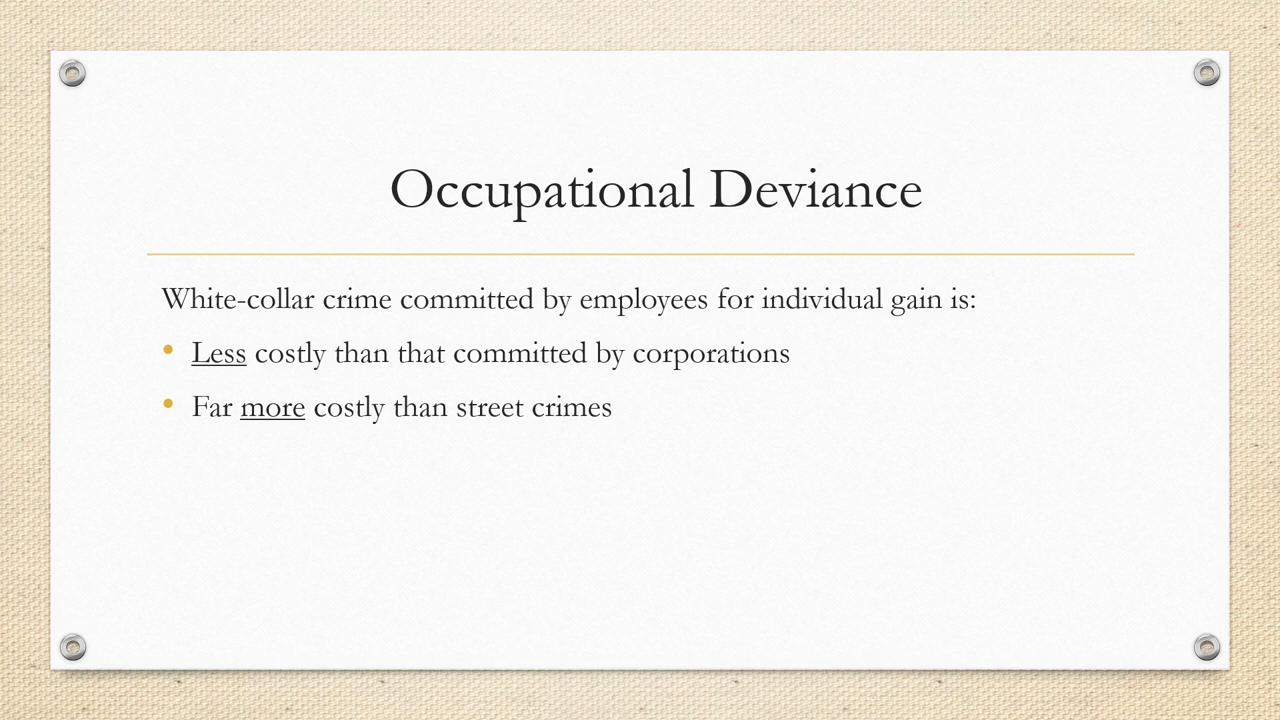 Occupational Deviance
White-collar crime committed by employees for individual gain is:
• Less costly than that committed by corporations
• Far more costly than street crimes